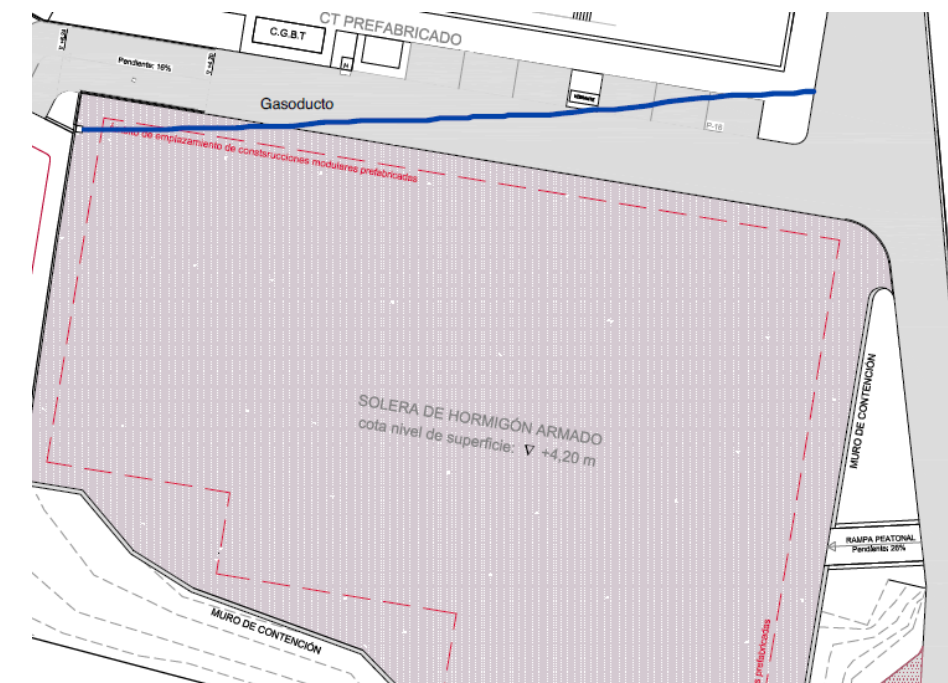 CT PREFABRICADO
C.G.B.T
Pendiente: 16%
Gasoducto
P-18
de emplazamiento de construcciones modulares prefabricadas
SOLERA DE HORMIGÓN ARMADO
cota nivel de superficie: ∇ +4,20 m
MURO DE CONTENCIÓN
RAMPA PEATONAL
Pendiente: 26%
MURO DE CONTENCIÓN
prefabricadas